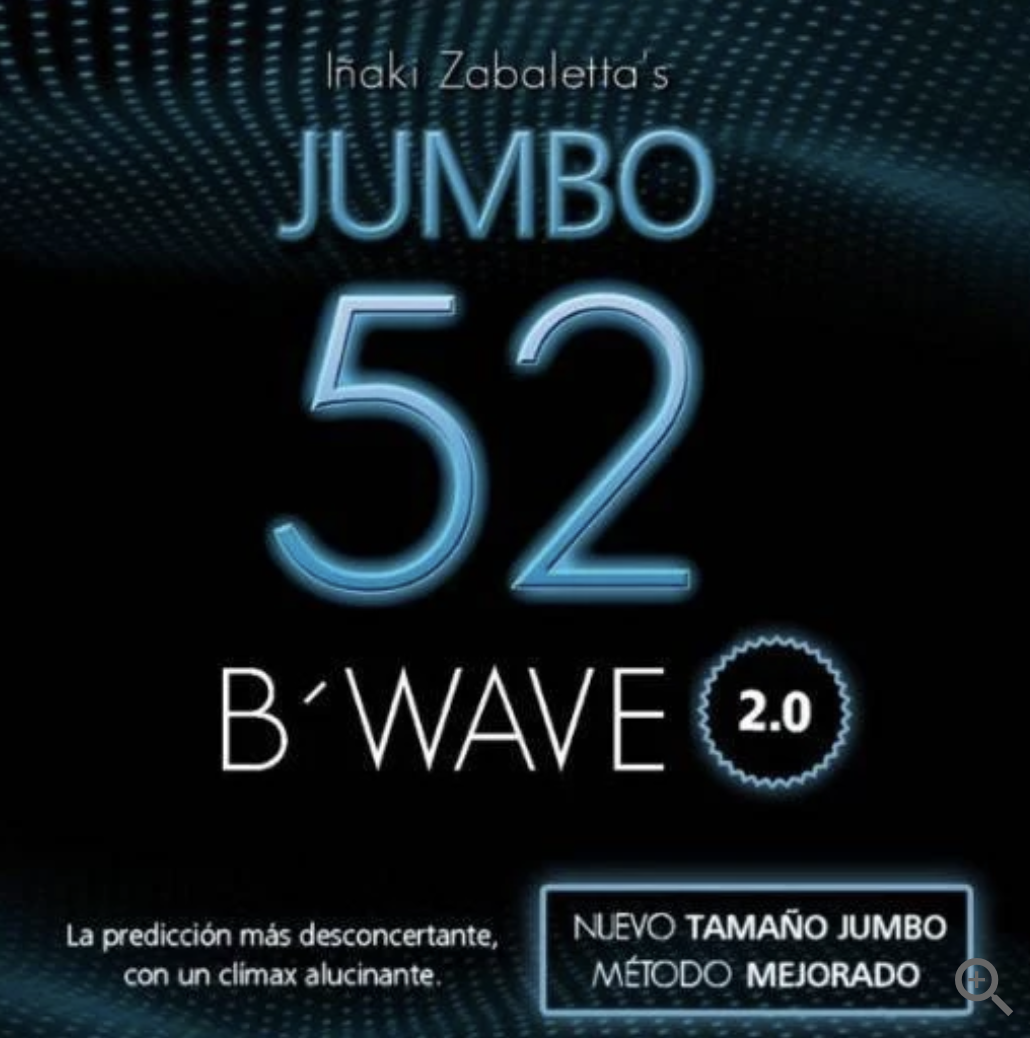 Iñaki Zabaletta's
JUMBO
52
B´WAVE
2.0
La predicción más desconcertante,
con un clímax alucinante.
NUEVO TAMAÑO JUMBO
MÉTODO MEJORADO